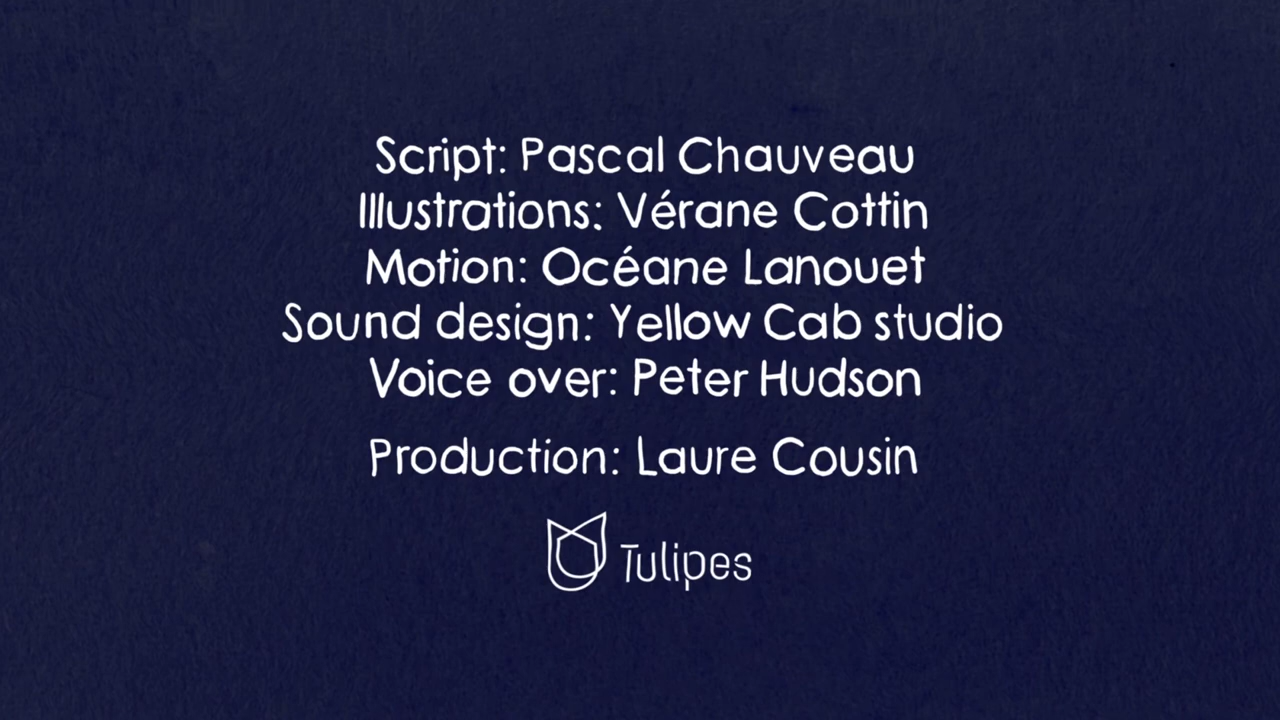 Script: Pascal Chauveau
Illustrations: Vérane Cottin
Motion: Océane Lanouet
Sound design: Yellow Cab studio
Voice over: Peter Hudson
Production: Laure Cousin
Tulipes